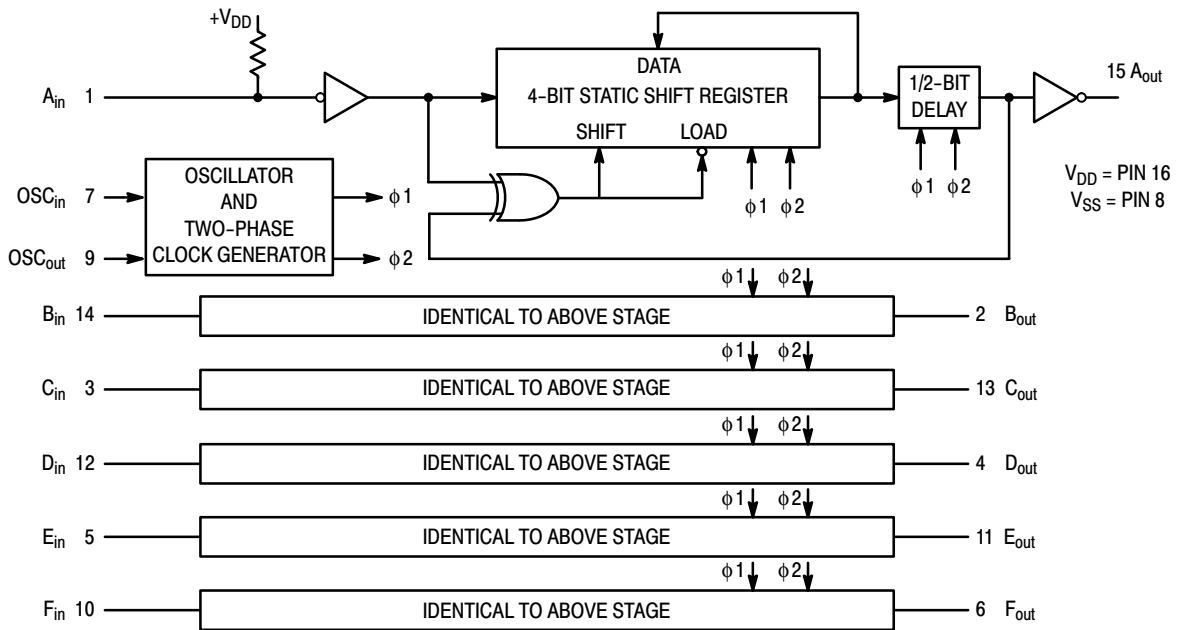 +VDD
DATA
4–BIT STATIC SHIFT REGISTER
SHIFT LOAD
1/2–BIT
DELAY
15 Aout
Ain 1
φ1 φ2
φ1 φ2
VDD = PIN 16
VSS = PIN 8
OSCin 7
OSCout 9
OSCILLATOR
AND
TWO–PHASE
CLOCK GENERATOR
φ1
φ2
φ1 φ2
Bin 14 IDENTICAL TO ABOVE STAGE 2 Bout
φ1 φ2
Cin 3 IDENTICAL TO ABOVE STAGE 13 Cout
φ1 φ2
Din 12 IDENTICAL TO ABOVE STAGE 4 Dout
φ1 φ2
Ein 5 IDENTICAL TO ABOVE STAGE 11 Eout
φ1 φ2
Fin 10 IDENTICAL TO ABOVE STAGE 6 Fout